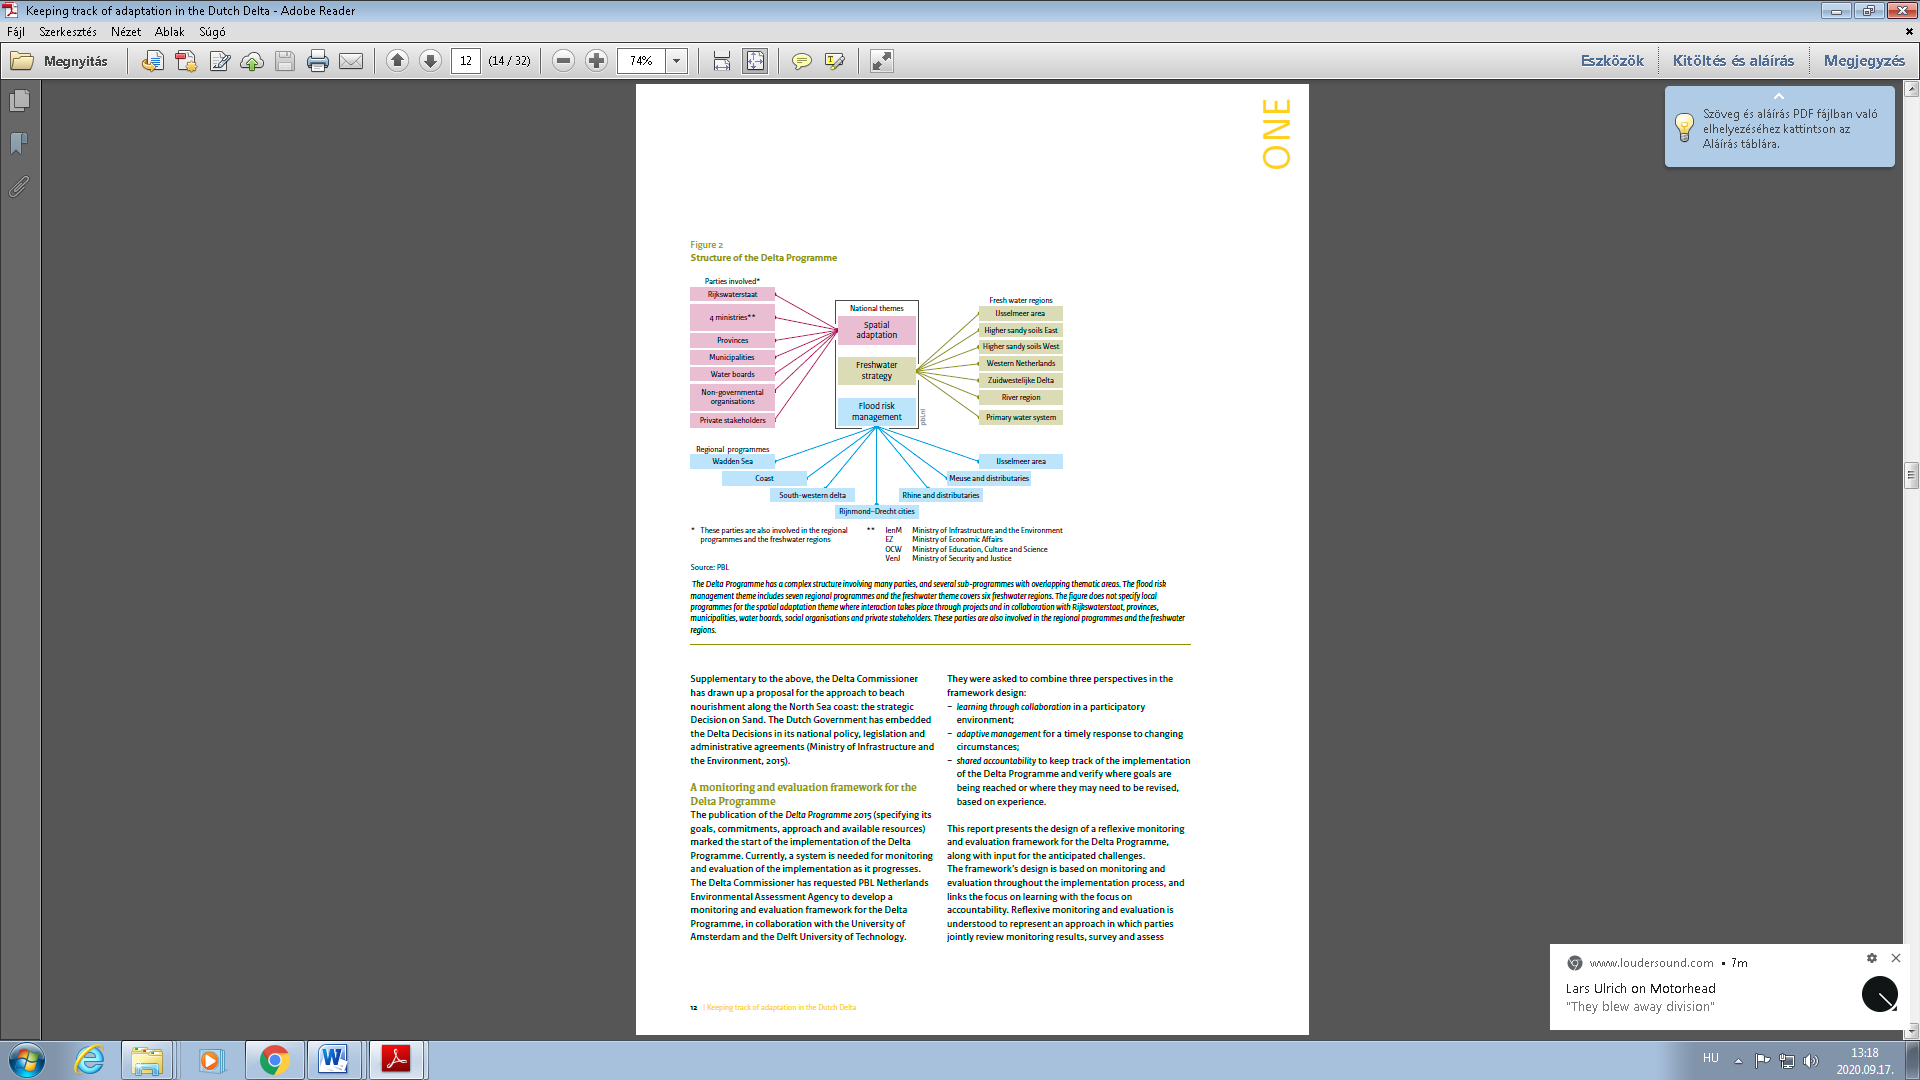 Keeping track of adaptation in the Dutch Delta - Adobe Reader
Fájl Szerkesztés Nézet Ablak Súgó
Megnyitás 12 (14 / 32) 74% Eszközök Kitöltés és aláírás Megjegyzés
Szöveg és aláírás PDF fájlban való
elhelyezéséhez kattintson az
Aláírás táblára.
ONE
Figure 2
Structure of the Delta Programme
Parties involved*
Rijkswaterstaat
4 ministries**
Provinces
Municipalities
Water boards
Non-governmental
organisations
Private stakeholders
National themes
Spatial
adaptation
Freshwater
strategy
Flood risk
management
pbl.nl
Fresh water regions
IJsselmeer area
Higher sandy soils East
Higher sandy soils West
Western Netherlands
Zuidwestelijke Delta
River region
Primary water system
Regional programmes
Wadden Sea
Coast
South-western delta
Rijnmond–Drecht cities
Rhine and distributaries
Meuse and distributaries
IJsselmeer area
* These parties are also involved in the regional
programmes and the freshwater regions
** IenM Ministry of Infrastructure and the Environment
EZ Ministry of Economic Affairs
OCW Ministry of Education, Culture and Science
VenJ Ministry of Security and Justice
Source: PBL
The Delta Programme has a complex structure involving many parties, and several sub-programmes with overlapping thematic areas. The flood risk
management theme includes seven regional programmes and the freshwater theme covers six freshwater regions. The figure does not specify local
programmes for the spatial adaptation theme where interaction takes place through projects and in collaboration with Rijkswaterstaat, provinces,
municipalities, water boards, social organisations and private stakeholders. These parties are also involved in the regional programmes and the freshwater
regions.
Supplementary to the above, the Delta Commissioner
has drawn up a proposal for the approach to beach
nourishment along the North Sea coast: the strategic
Decision on Sand. The Dutch Government has embedded
the Delta Decisions in its national policy, legislation and
administrative agreements (Ministry of Infrastructure and
the Environment, 2015).
A monitoring and evaluation framework for the
Delta Programme
The publication of the Delta Programme 2015 (specifying its
goals, commitments, approach and available resources)
marked the start of the implementation of the Delta
Programme. Currently, a system is needed for monitoring
and evaluation of the implementation as it progresses.
The Delta Commissioner has requested PBL Netherlands
Environmental Assessment Agency to develop a
monitoring and evaluation framework for the Delta
Programme, in collaboration with the University of
Amsterdam and the Delft University of Technology.
They were asked to combine three perspectives in the
framework design:
– learning through collaboration in a participatory
environment;
– adaptive management for a timely response to changing
circumstances;
– shared accountability to keep track of the implementation
of the Delta Programme and verify where goals are
being reached or where they may need to be revised,
based on experience.
This report presents the design of a reflexive monitoring
and evaluation framework for the Delta Programme,
along with input for the anticipated challenges.
The framework's design is based on monitoring and
evaluation throughout the implementation process, and
links the focus on learning with the focus on
accountability. Reflexive monitoring and evaluation is
understood to represent an approach in which parties
jointly review monitoring results, survey and assess
12 | Keeping track of adaptation in the Dutch Delta
www.loudersound.com • 7m
Lars Ulrich on Motorhead
"They blew away division"
HU
13:18
2020.09.17.